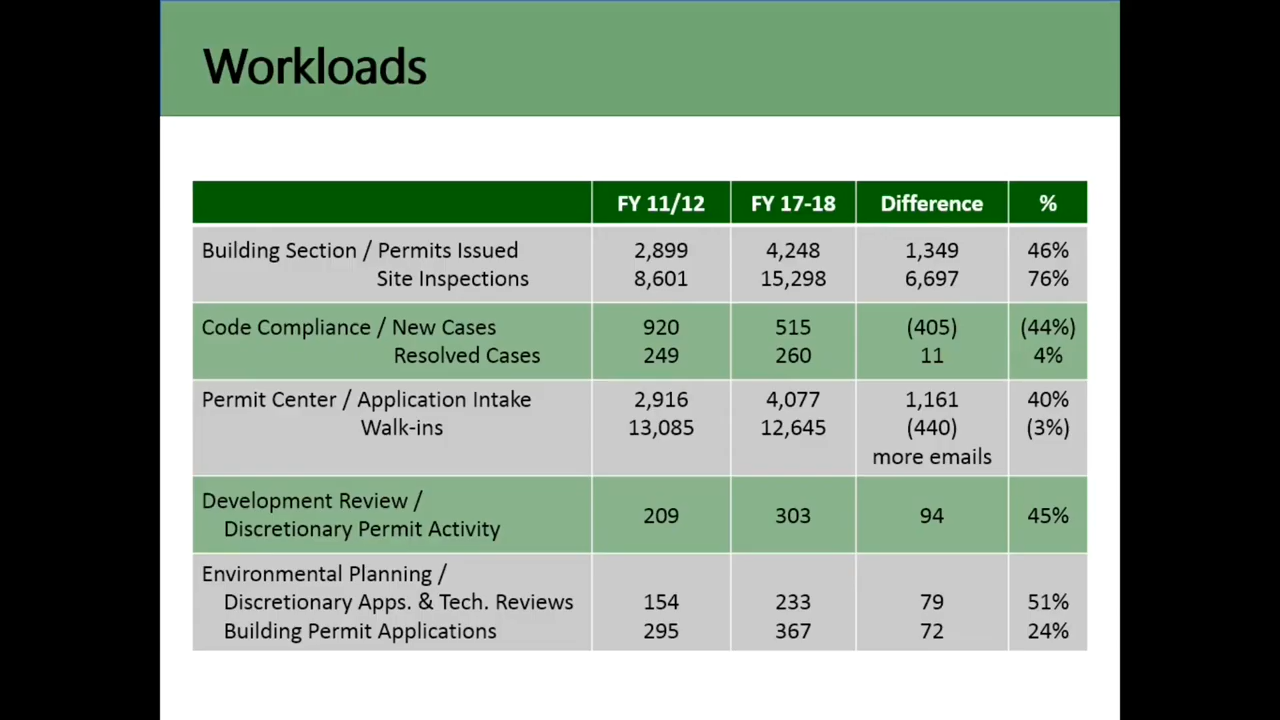 Workloads
FY 11/12 FY 17-18 Difference %
Building Section / Permits Issued 2,899 4,248 1,349 46%
Site Inspections 8,601 15,298 6,697 76%
Code Compliance / New Cases 920 515 (405) (44%)
Resolved Cases 249 260 11 4%
Permit Center / Application Intake 2,916 4,077 1,161 40%
Walk-ins 13,085 12,645 (440) (3%)
more emails
Development Review /
Discretionary Permit Activity 209 303 94 45%
Environmental Planning /
Discretionary Apps. & Tech. Reviews 154 233 79 51%
Building Permit Applications 295 367 72 24%